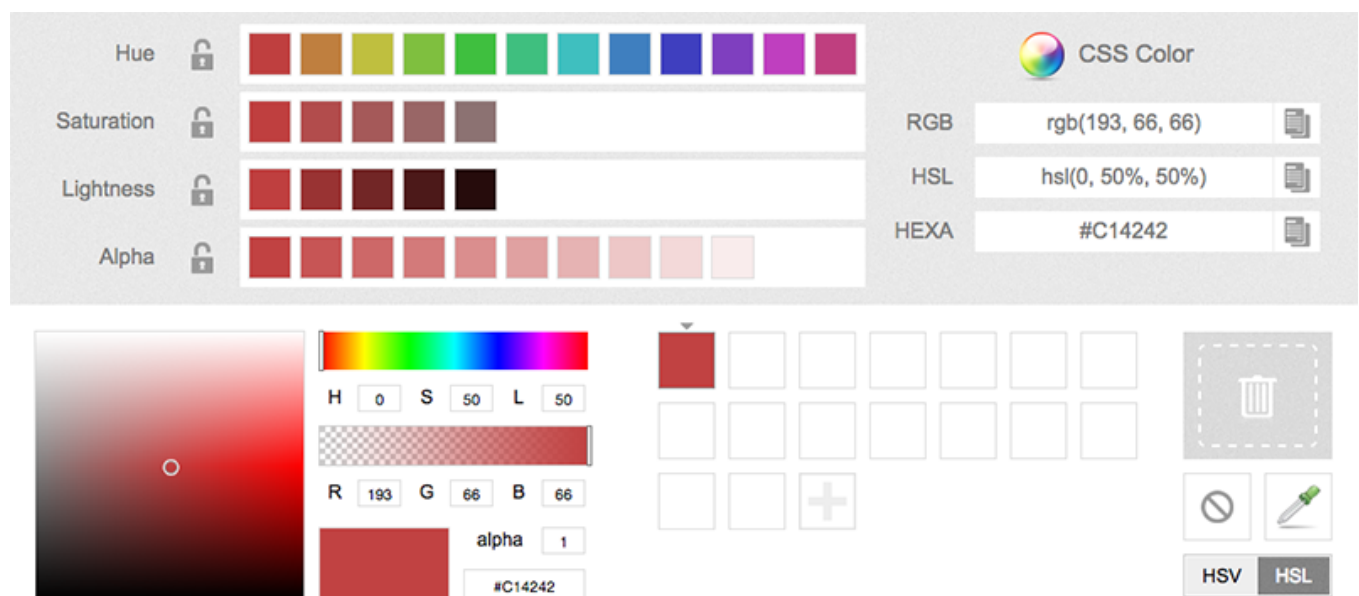 Hue
CSS Color
Saturation
RGB rgb(193, 66, 66)
Lightness
HSL hsl(0, 50%, 50%)
HEXA #C14242
Alpha
H 0 S 50 L 50
R 193 G 66 B 66
alpha 1
#C14242
HSV HSL